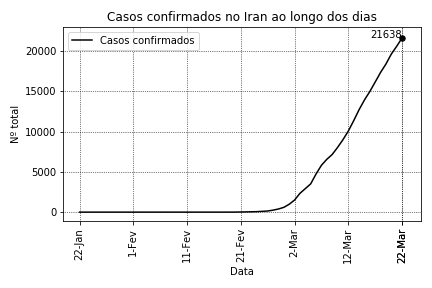 Casos confirmados no Iran ao longo dos dias
Casos confirmados
21638
20000
15000
10000
5000
0
Nº total
22-Jan
1-Fev
11-Fev
21-Fev
2-Mar
12-Mar
22-Mar
Data